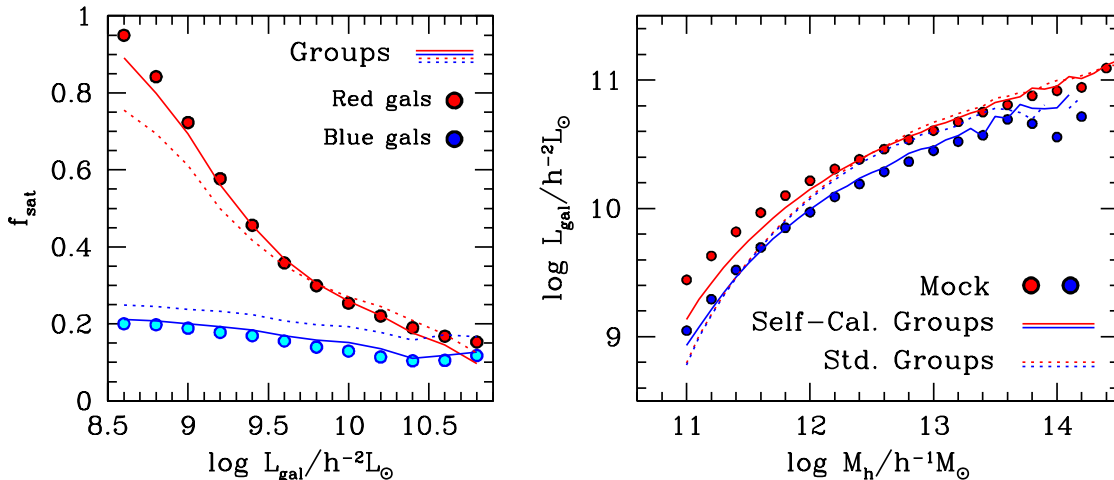 1
0.8
0.6
0.4
0.2
0
f_sat
8.5
9
9.5
10
10.5
log L_gal/h⁻²L_⊙
Groups
Red gals
Blue gals
11
10
9
log L_gal/h⁻²L_⊙
11
12
13
14
log M_h/h⁻¹M_⊙
Mock
Self-Cal. Groups
Std. Groups